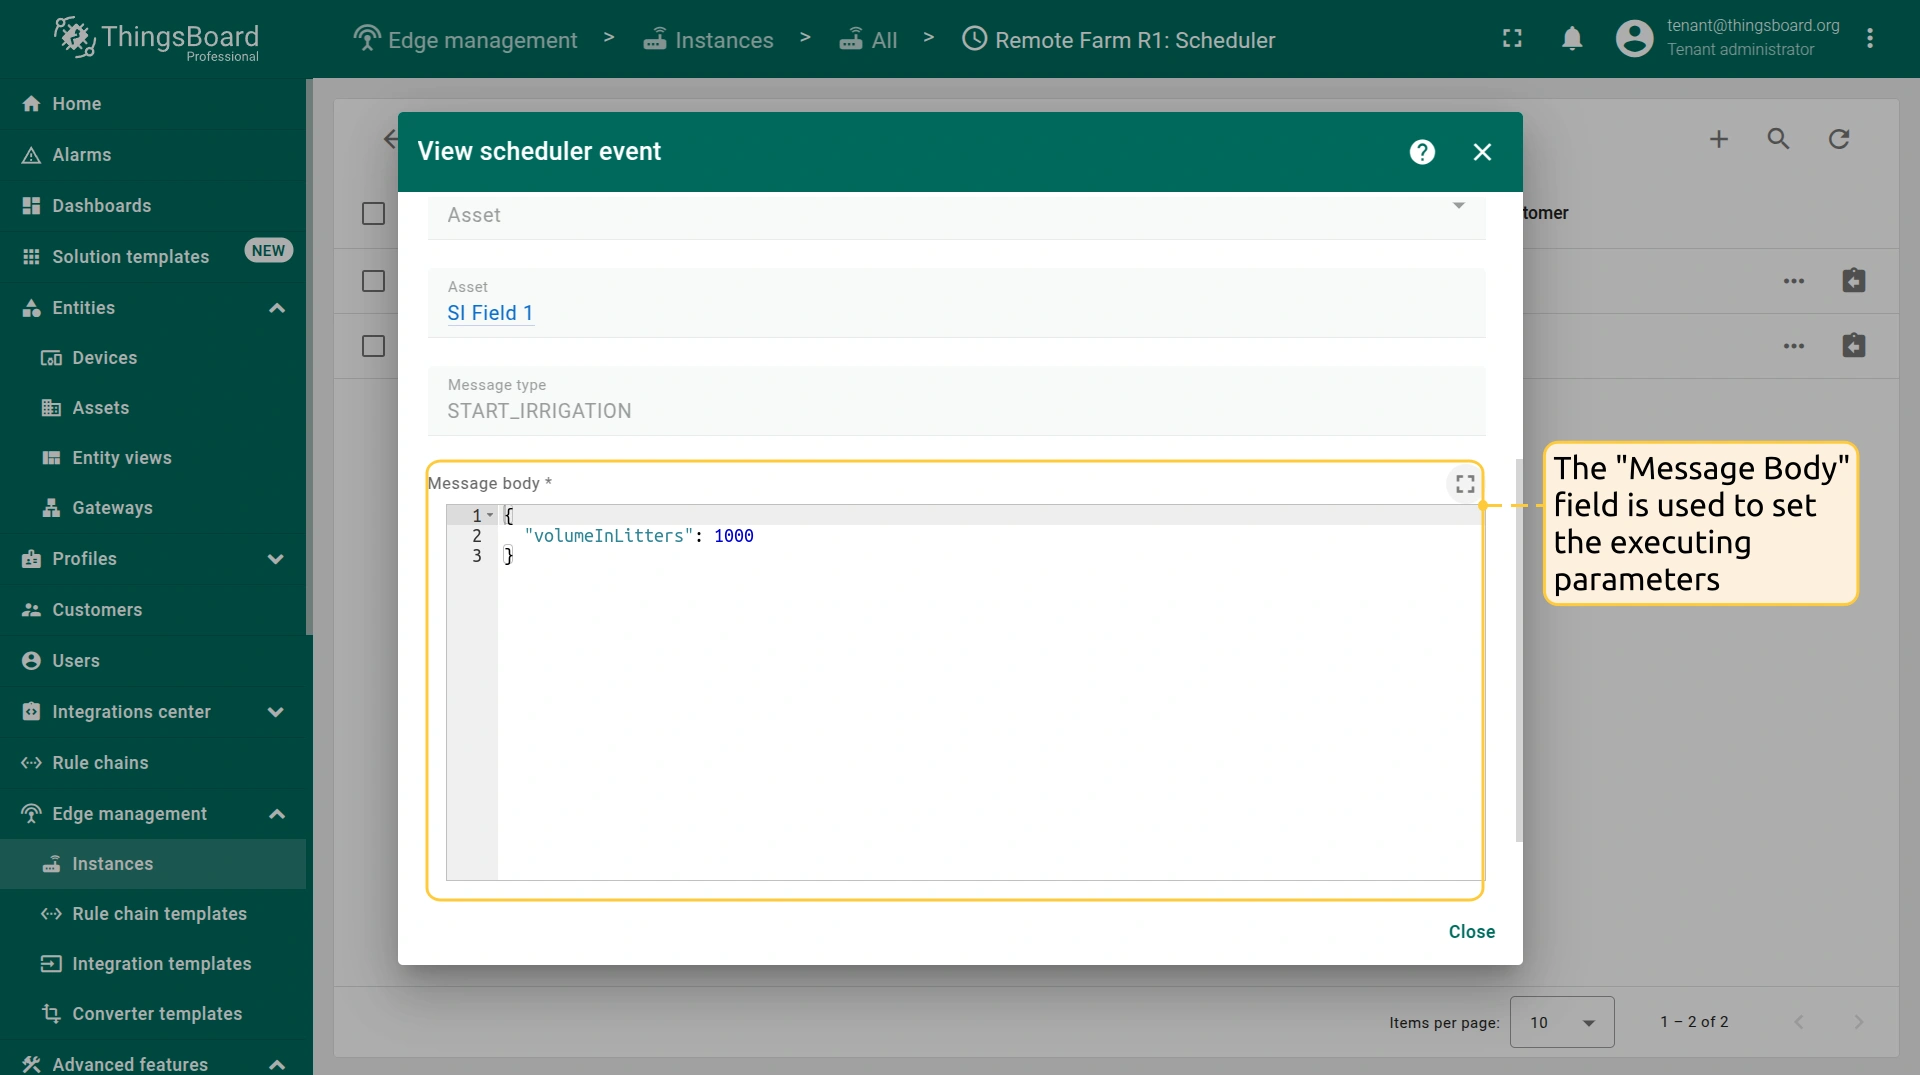 ThingsBoard
Professional
Edge management > Instances > All > Remote Farm R1: Scheduler
tenant@thingsboard.org
Tenant administrator
Home
Alarms
Dashboards
Solution templates NEW
Entities
Devices
Assets
Entity views
Gateways
Profiles
Customers
Users
Integrations center
Rule chains
Edge management
Instances
Rule chain templates
Integration templates
Converter templates
Advanced features
tomer
View scheduler event
Asset
Asset
SI Field 1
Message type
START_IRRIGATION
Message body *
1 {
2 "volumeInLitters": 1000
3 }
Close
The "Message Body"
field is used to set
the executing
parameters
Items per page: 10 1 – 2 of 2